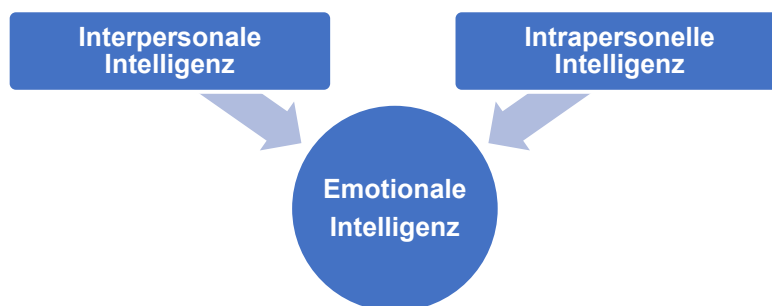 Interpersonale
Intelligenz
Intrapersonelle
Intelligenz
Emotionale
Intelligenz